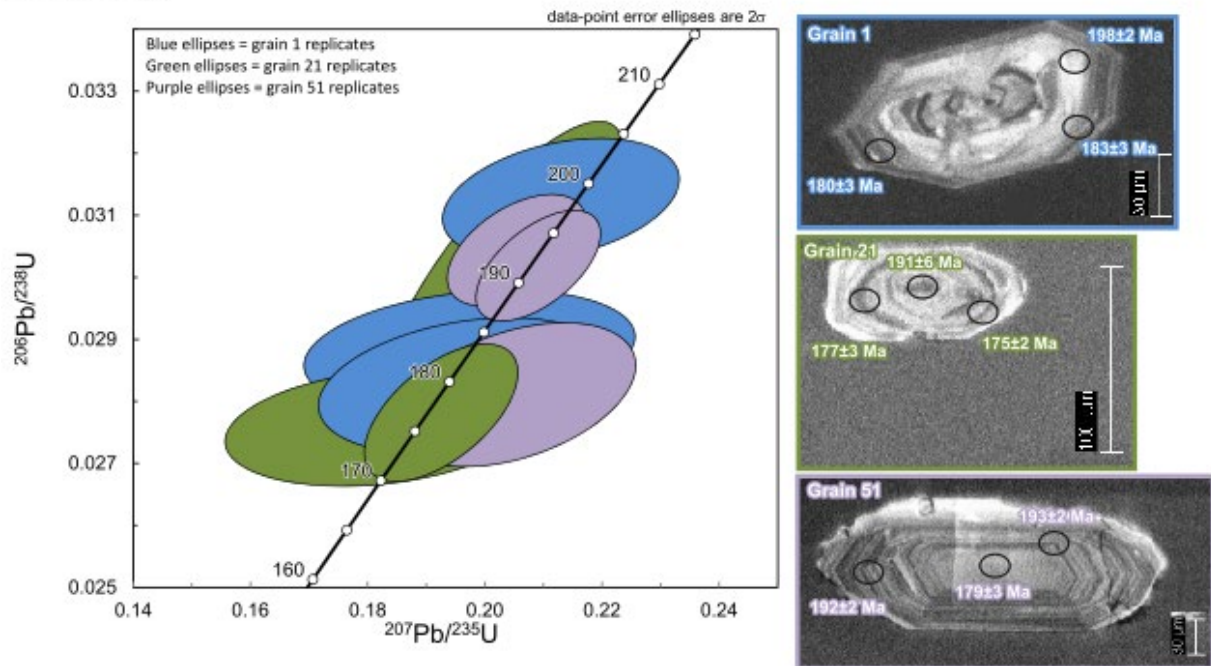 data-point error ellipses are 2σ
Blue ellipses = grain 1 replicates
Green ellipses = grain 21 replicates
Purple ellipses = grain 51 replicates
206Pb/238U
0.033
0.031
0.029
0.027
0.025
210
200
190
180
170
160
0.14
0.16
0.18
0.20
0.22
0.24
207Pb/235U
Grain 1
198±2 Ma
183±3 Ma
180±3 Ma
Grain 21
191±6 Ma
177±3 Ma
175±2 Ma
Grain 51
193±2 Ma
179±3 Ma
192±2 Ma